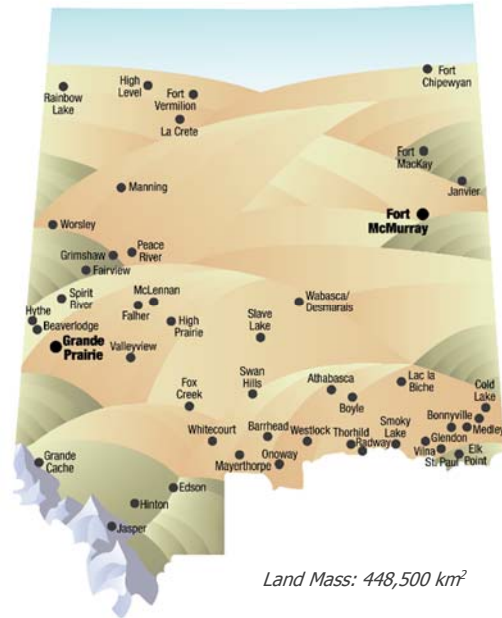 Rainbow
Lake
High
Level
Fort
Vermilion
La Crete
Fort
Chipewyan
Fort
MacKay
Janvier
Manning
Fort
McMurray
Worsley
Peace
River
Grimshaw
Fairview
Spirit
River
McLennan
Wabasca/
Desmarais
Hythe
Beaverlodge
Falher
High
Prairie
Slave
Lake
Grande
Prairie
Valleyview
Fox
Creek
Swan
Hills
Athabasca
Boyle
Lac la
Biche
Cold
Lake
Bonnyville
Medley
Whitecourt
Barrhead
Westlock
Thorhild
Radway
Smoky
Lake
Glendon
Vilna
St. Paul
Elk
Point
Mayerthorpe
Onoway
Grande
Cache
Edson
Hinton
Jasper
Land Mass: 448,500 km²